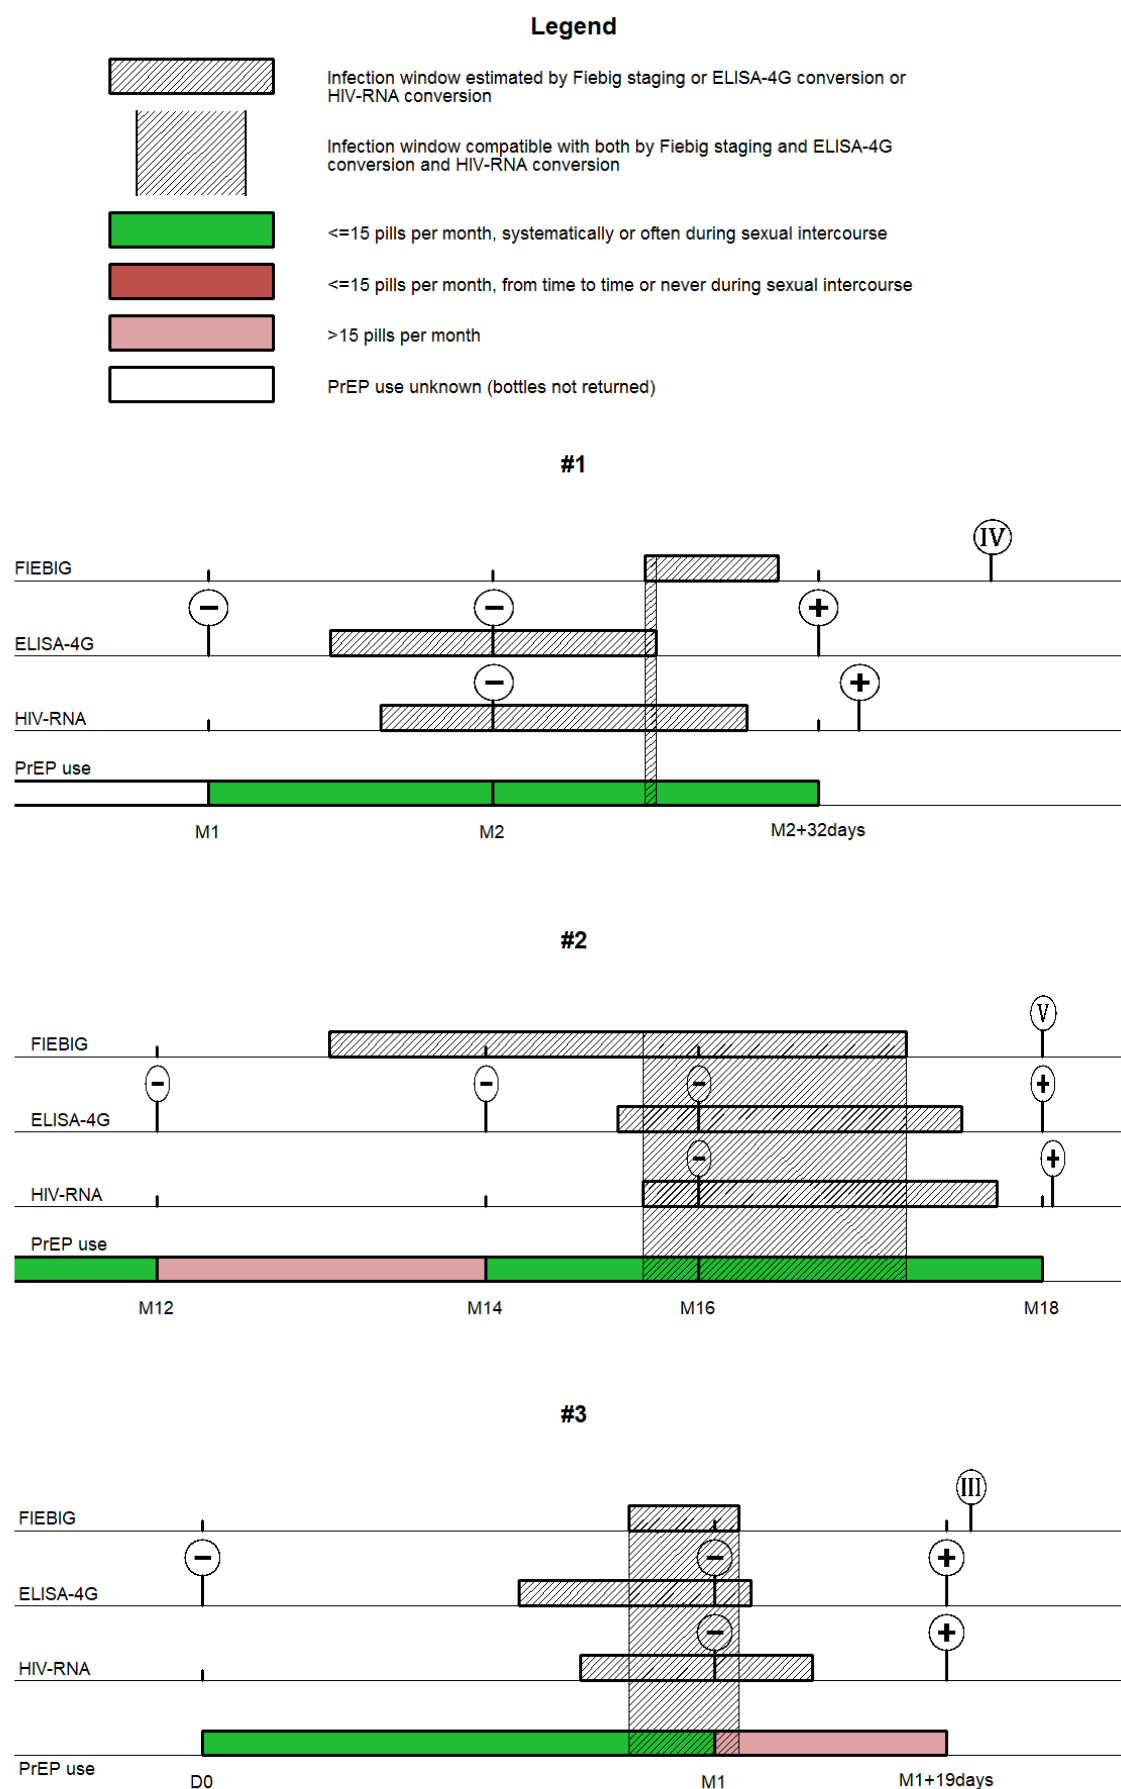 Legend
Infection window estimated by Fiebig staging or ELISA-4G conversion or
HIV-RNA conversion
Infection window compatible with both by Fiebig staging and ELISA-4G
conversion and HIV-RNA conversion
<=15 pills per month, systematically or often during sexual intercourse
<=15 pills per month, from time to time or never during sexual intercourse
>15 pills per month
PrEP use unknown (bottles not returned)
#1
IV
FIEBIG
− − +
ELISA-4G
− +
HIV-RNA
PrEP use
M1 M2 M2+32days
#2
V
FIEBIG
− − − +
ELISA-4G
− +
HIV-RNA
PrEP use
M12 M14 M16 M18
#3
III
FIEBIG
− − +
ELISA-4G
− +
HIV-RNA
PrEP use
D0 M1 M1+19days